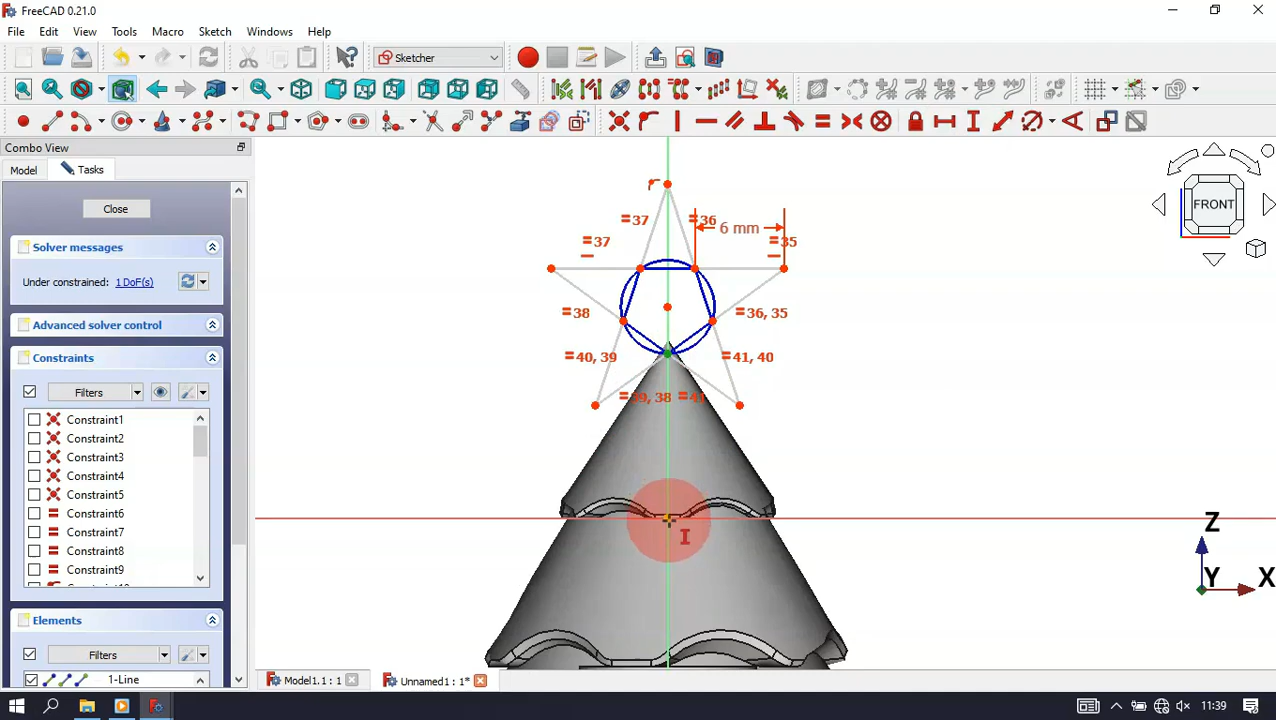 FreeCAD 0.21.0
File Edit View Tools Macro Sketch Windows Help
Sketcher
Combo View
Model Tasks
Close
Solver messages
Under constrained: 1 DoF(s)
Advanced solver control
Constraints
Filters
Constraint1
Constraint2
Constraint3
Constraint4
Constraint5
Constraint6
Constraint7
Constraint8
Constraint9
Elements
Filters
1-Line
37 36
37 6 mm 35
38 36, 35
40, 39 41, 40
39, 38 41
FRONT
Z
Y X
Model1.1 : 1 Unnamed1 : 1*
11:39